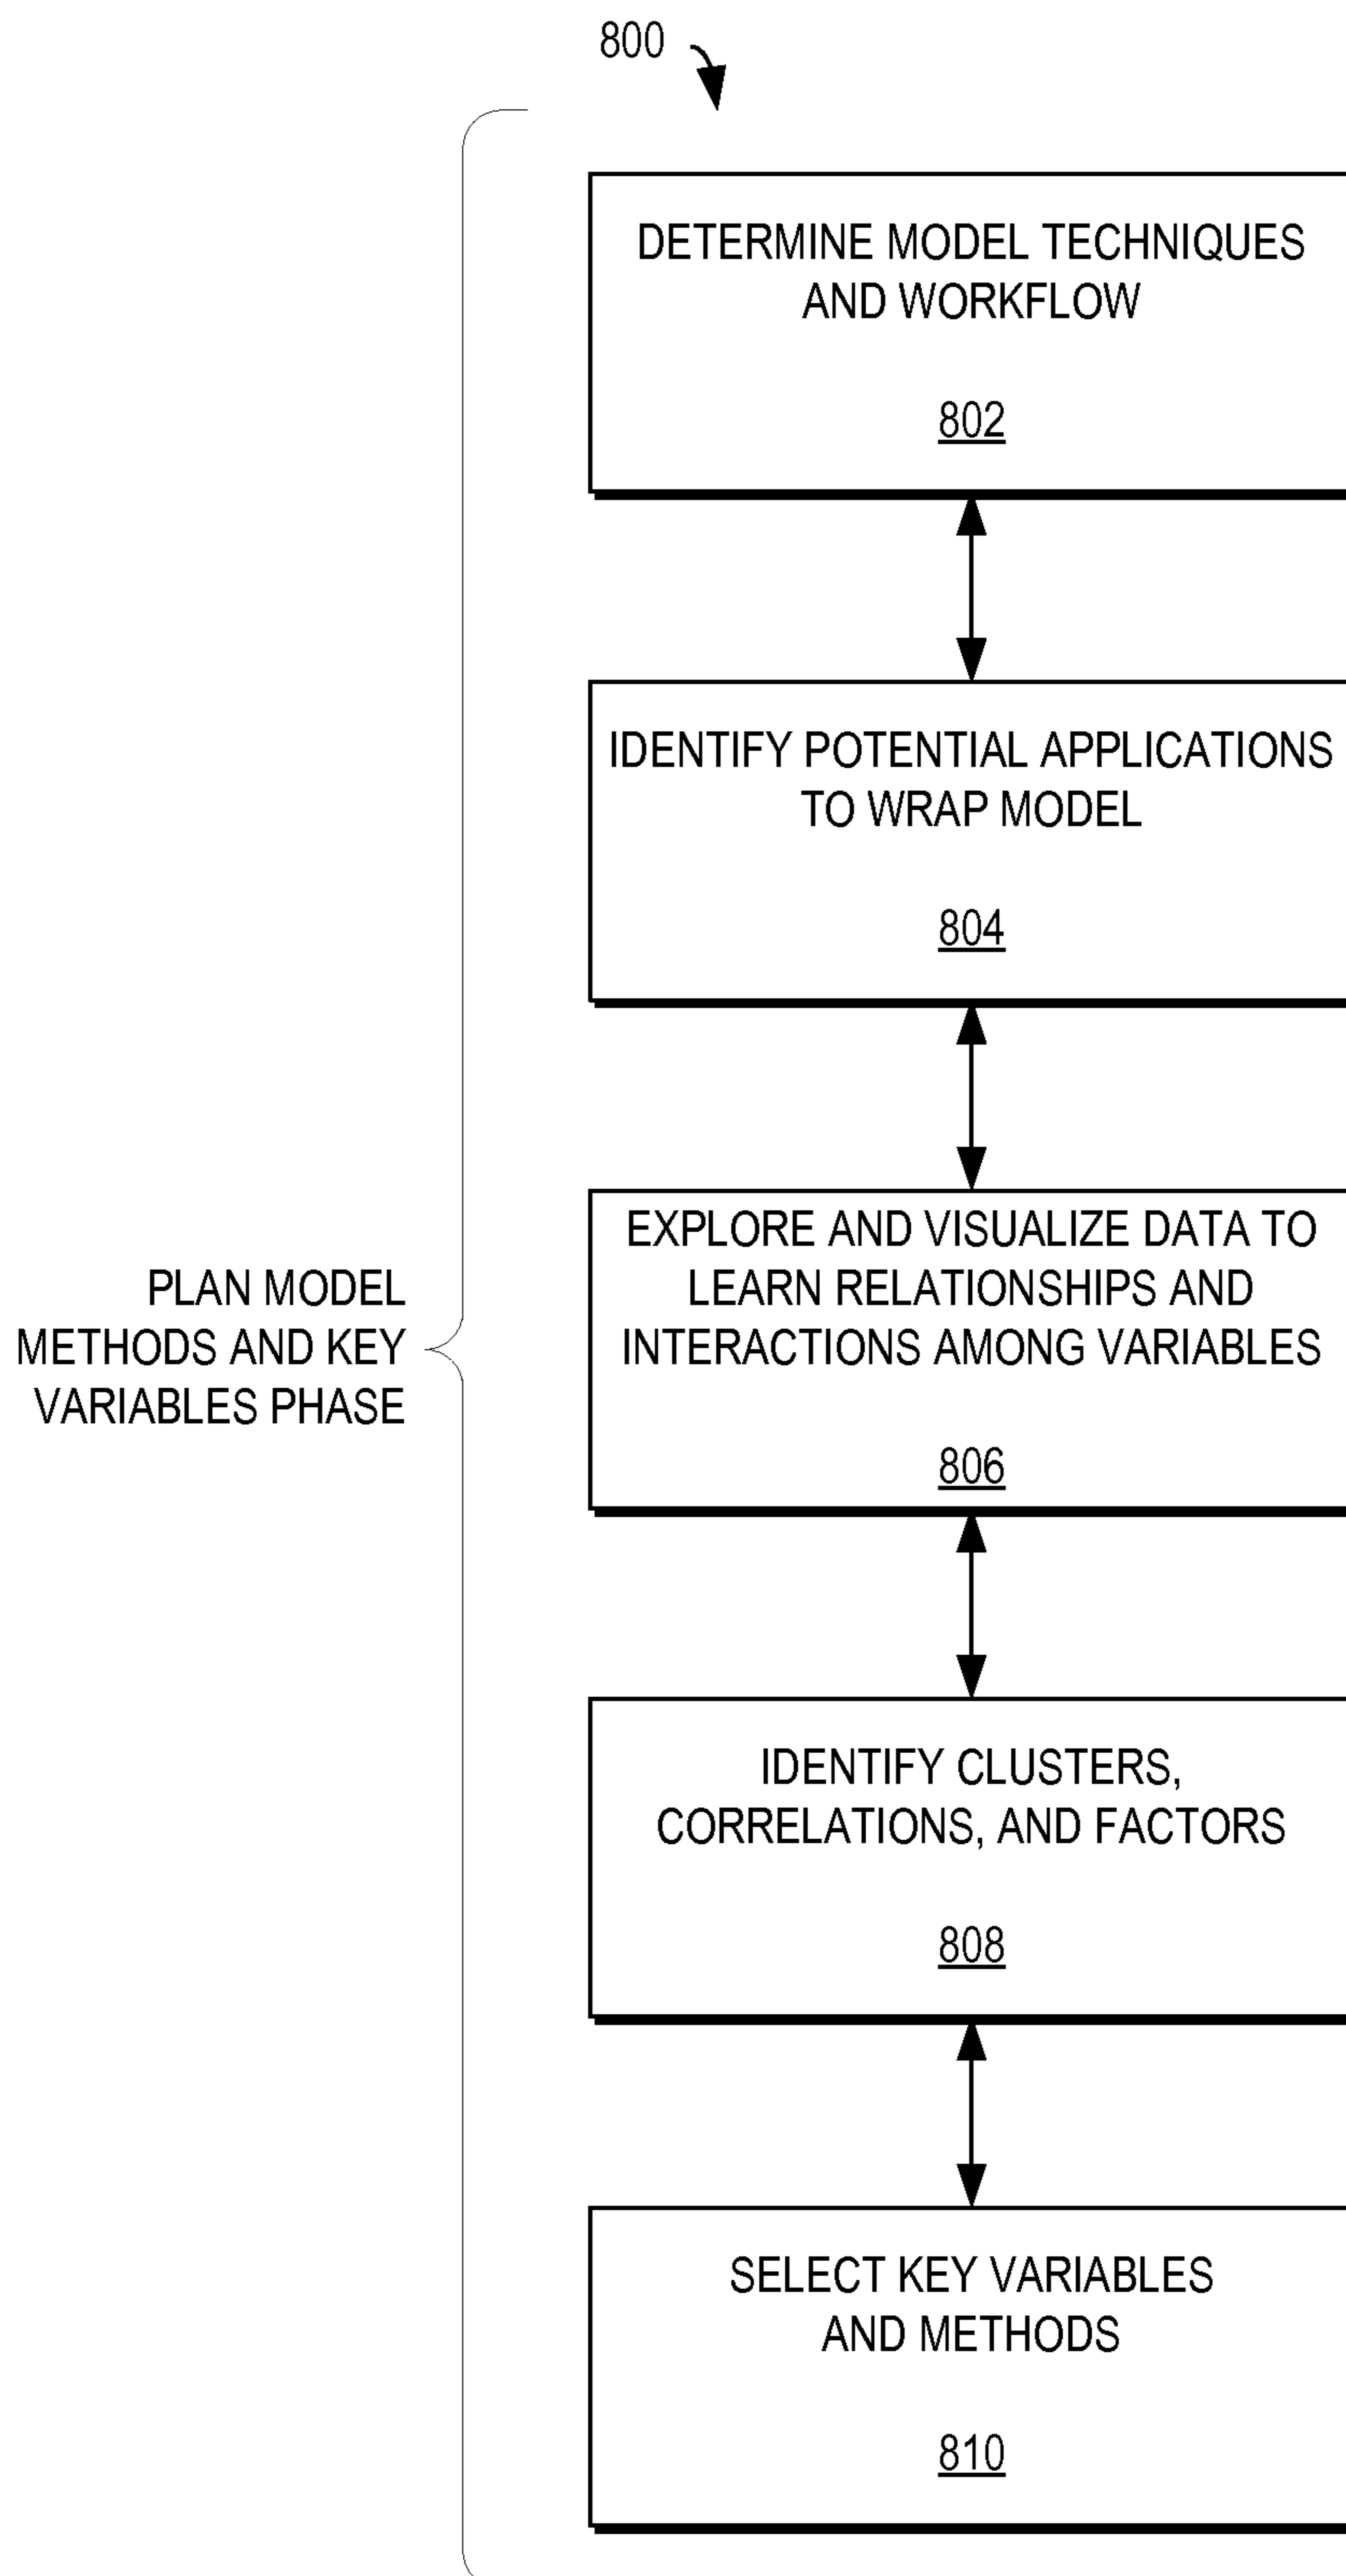 800
DETERMINE MODEL TECHNIQUES
AND WORKFLOW
802
IDENTIFY POTENTIAL APPLICATIONS
TO WRAP MODEL
804
EXPLORE AND VISUALIZE DATA TO
LEARN RELATIONSHIPS AND
INTERACTIONS AMONG VARIABLES
806
PLAN MODEL
METHODS AND KEY
VARIABLES PHASE
IDENTIFY CLUSTERS,
CORRELATIONS, AND FACTORS
808
SELECT KEY VARIABLES
AND METHODS
810